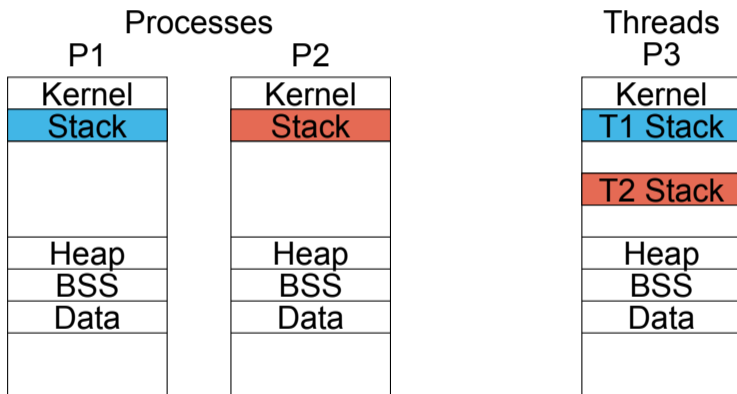 Processes
P1
Kernel
Stack
Heap
BSS
Data
P2
Kernel
Stack
Heap
BSS
Data
Threads
P3
Kernel
T1 Stack
T2 Stack
Heap
BSS
Data